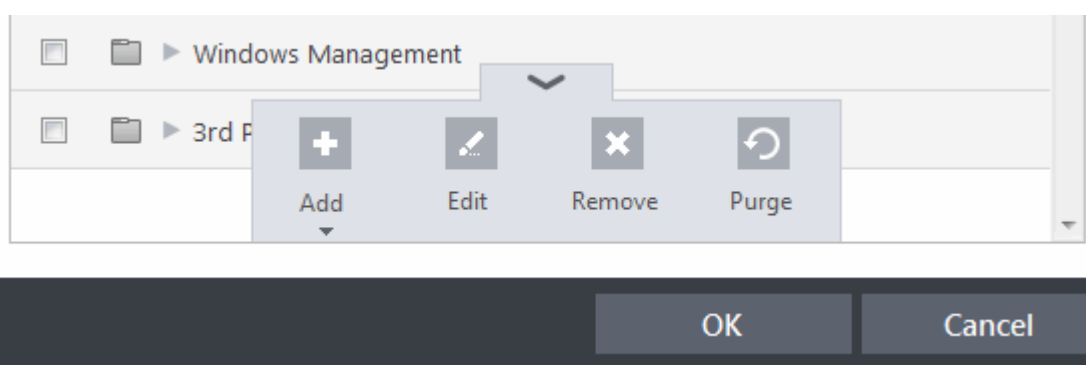 Windows Management
3rd P
Add
Edit
Remove
Purge
OK
Cancel